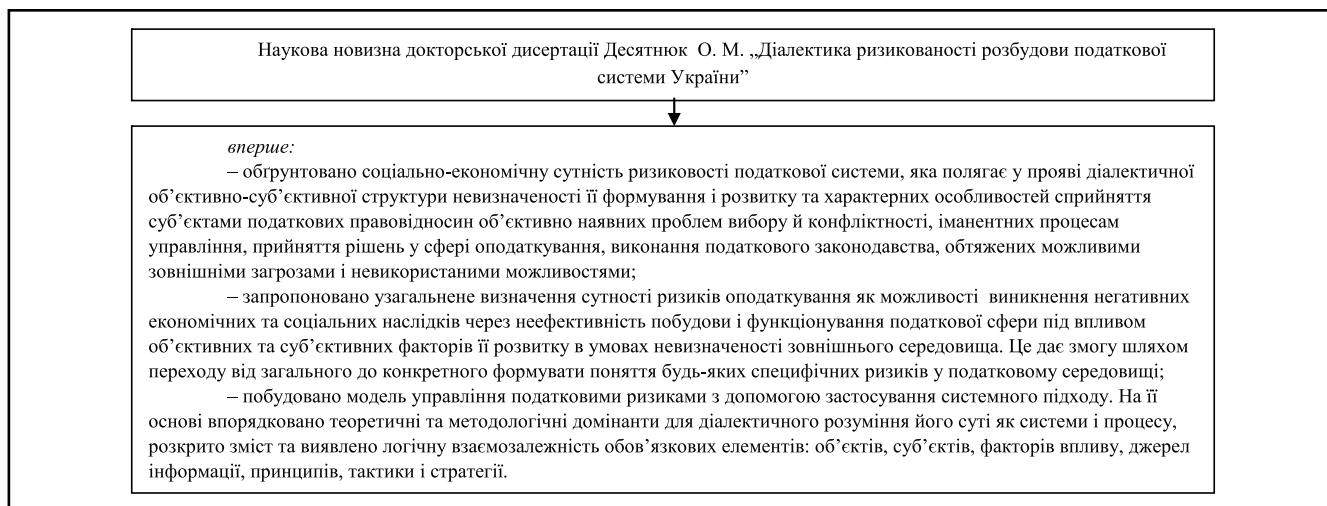 Наукова новизна докторської дисертації Десятнюк О. М. „Діалектика ризикованості розбудови податкової
системи України”
вперше:
– обґрунтовано соціально-економічну сутність ризиковості податкової системи, яка полягає у прояві діалектичної
об’єктивно-суб’єктивної структури невизначеності її формування і розвитку та характерних особливостей сприйняття
суб’єктами податкових правовідносин об’єктивно наявних проблем вибору й конфліктності, іманентних процесам
управління, прийняття рішень у сфері оподаткування, виконання податкового законодавства, обтяжених можливими
зовнішніми загрозами і невикористаними можливостями;
– запропоновано узагальнене визначення сутності ризиків оподаткування як можливості виникнення негативних
економічних та соціальних наслідків через неефективність побудови і функціонування податкової сфери під впливом
об’єктивних та суб’єктивних факторів її розвитку в умовах невизначеності зовнішнього середовища. Це дає змогу шляхом
переходу від загального до конкретного формувати поняття будь-яких специфічних ризиків у податковому середовищі;
– побудовано модель управління податковими ризиками з допомогою застосування системного підходу. На її
основі впорядковано теоретичні та методологічні домінанти для діалектичного розуміння його суті як системи і процесу,
розкрито зміст та виявлено логічну взаємозалежність обов’язкових елементів: об’єктів, суб’єктів, факторів впливу, джерел
інформації, принципів, тактики і стратегії.